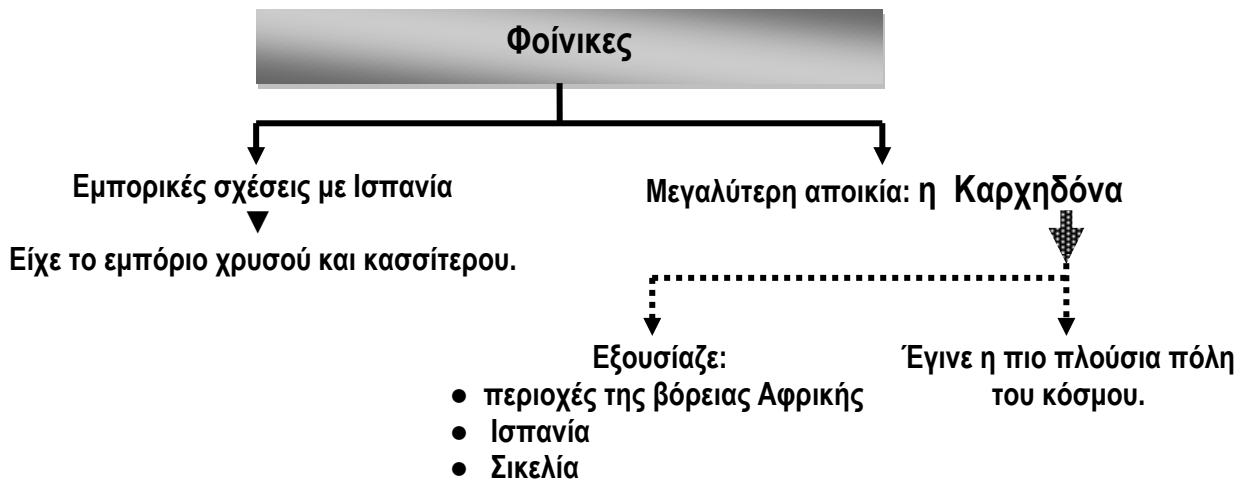 Φοίνικες
Εμπορικές σχέσεις με Ισπανία
Είχε το εμπόριο χρυσού και κασσίτερου.
Μεγαλύτερη αποικία: η Καρχηδόνα
Εξουσίαζε:
● περιοχές της βόρειας Αφρικής
● Ισπανία
● Σικελία
Έγινε η πιο πλούσια πόλη
του κόσμου.